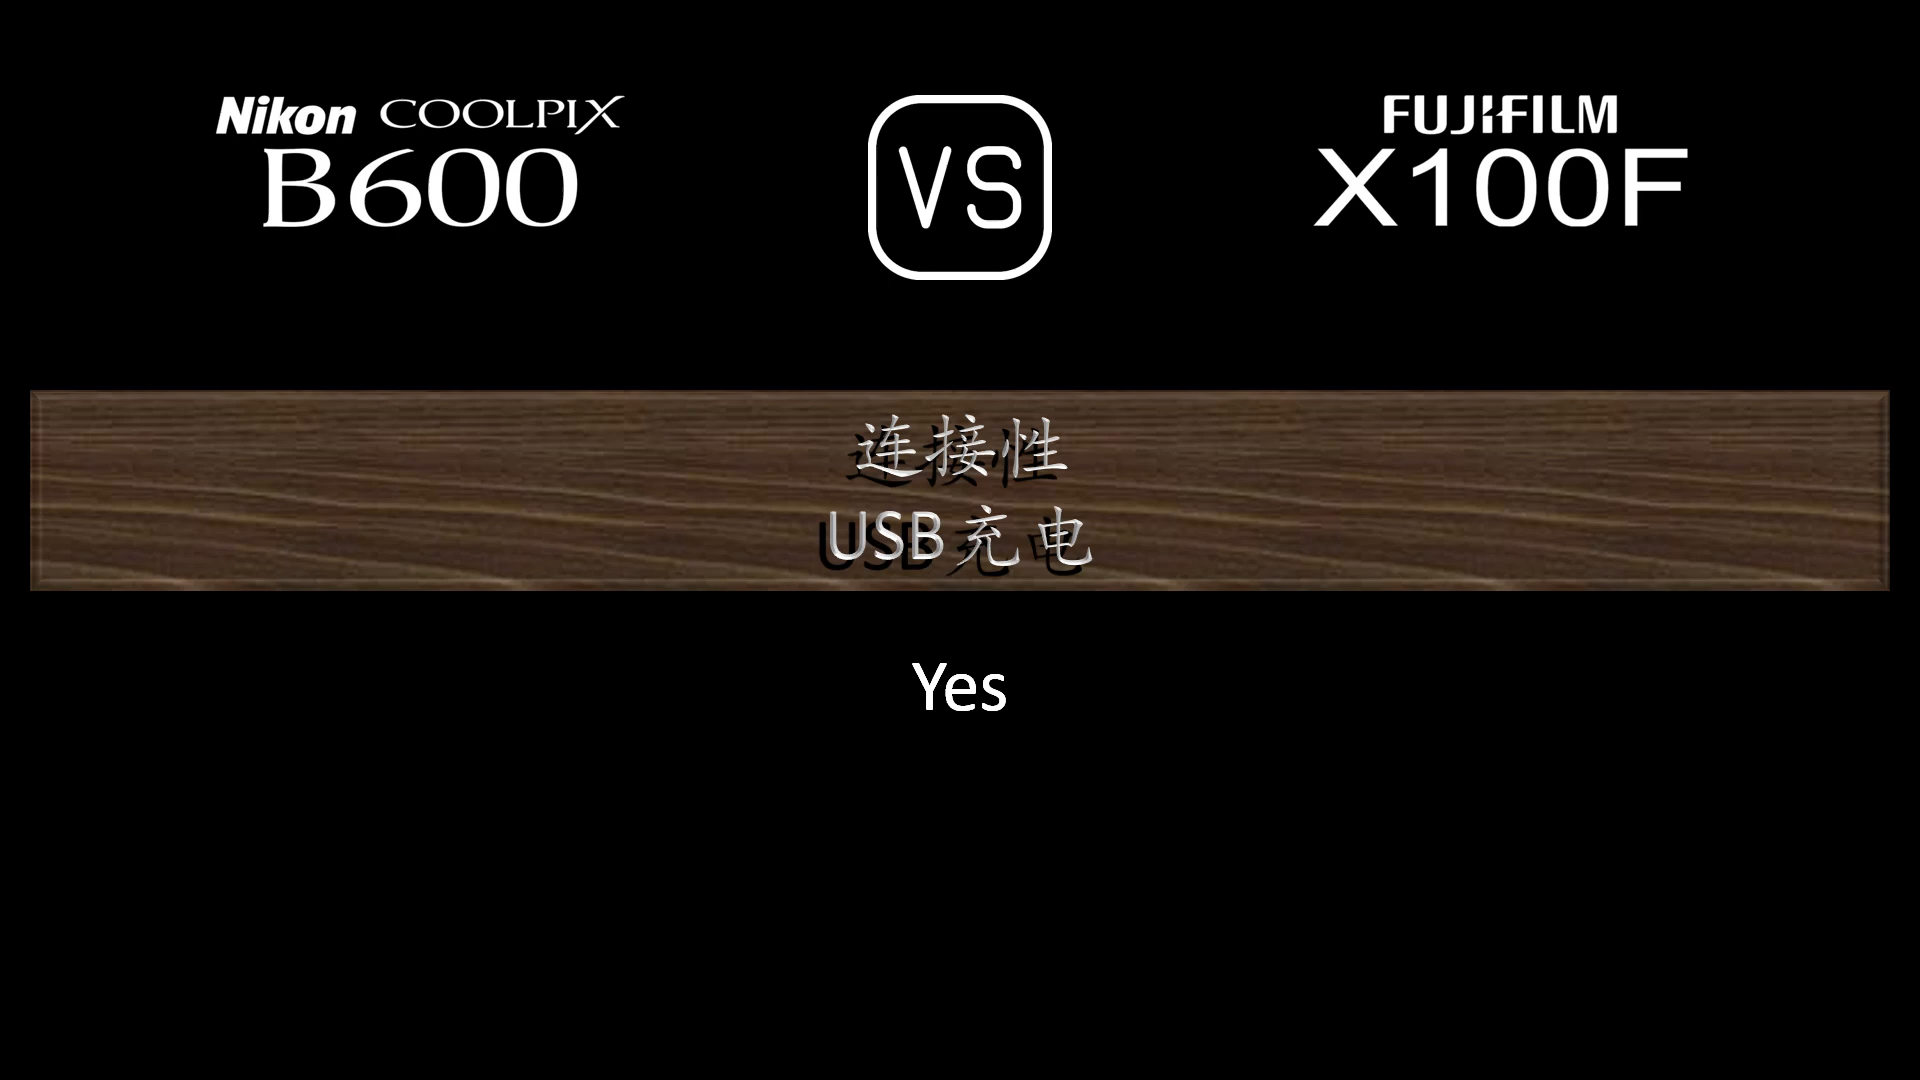 Nikon COOLPIX
B600
VS
FUJIFILM
X100F
连接性
USB 充电
Yes